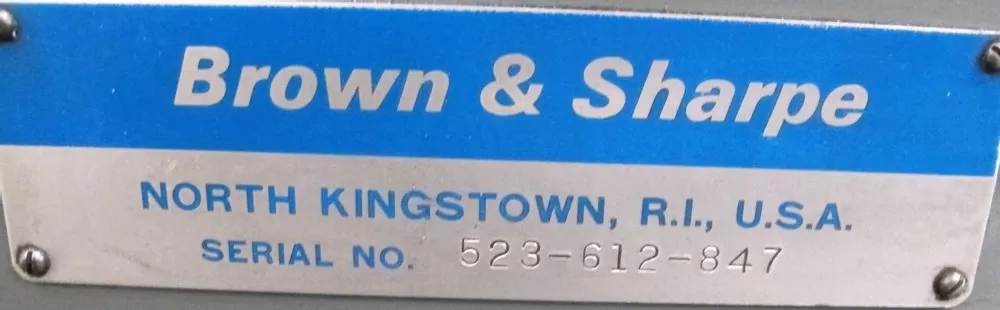 Brown & Sharpe
NORTH KINGSTOWN, R.I., U.S.A.
SERIAL NO. 523-612-847